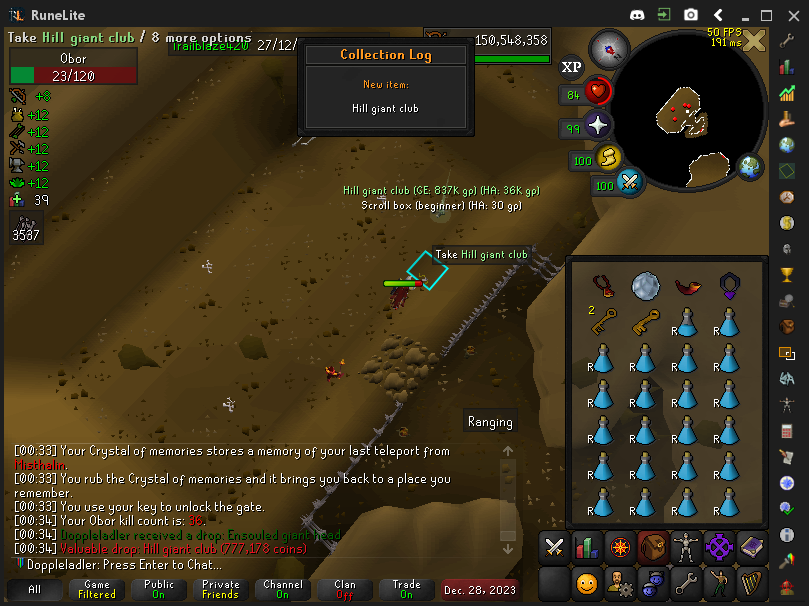 RuneLite
Take Hill giant club / 8 more options
Trailblaze420 27/12/
150,548,358
50 FPS
191 ms
Obor
23/120
Collection Log
New item:
Hill giant club
XP
+8
+12
+12
+12
+12
+12
39
3537
84
99
100
100
Hill giant club (GE: 837K gp) (HA: 36K gp)
Scroll box (beginner) (HA: 30 gp)
Take Hill giant club
2
R R
R R R R
R R R R
R R R R
R R R R
R R R R
Ranging
[00:33] Your Crystal of memories stores a memory of your last teleport from
Misthalin.
[00:33] You rub the Crystal of memories and it brings you back to a place you
remember.
[00:33] You use your key to unlock the gate.
[00:34] Your Obor kill count is: 36.
[00:34] Doppleladler received a drop: Ensouled giant head
[00:34] Valuable drop: Hill giant club (777,178 coins)
Doppleladler: Press Enter to Chat...
All
Game
Filtered
Public
On
Private
Friends
Channel
On
Clan
Off
Trade
On
Dec. 28, 2023